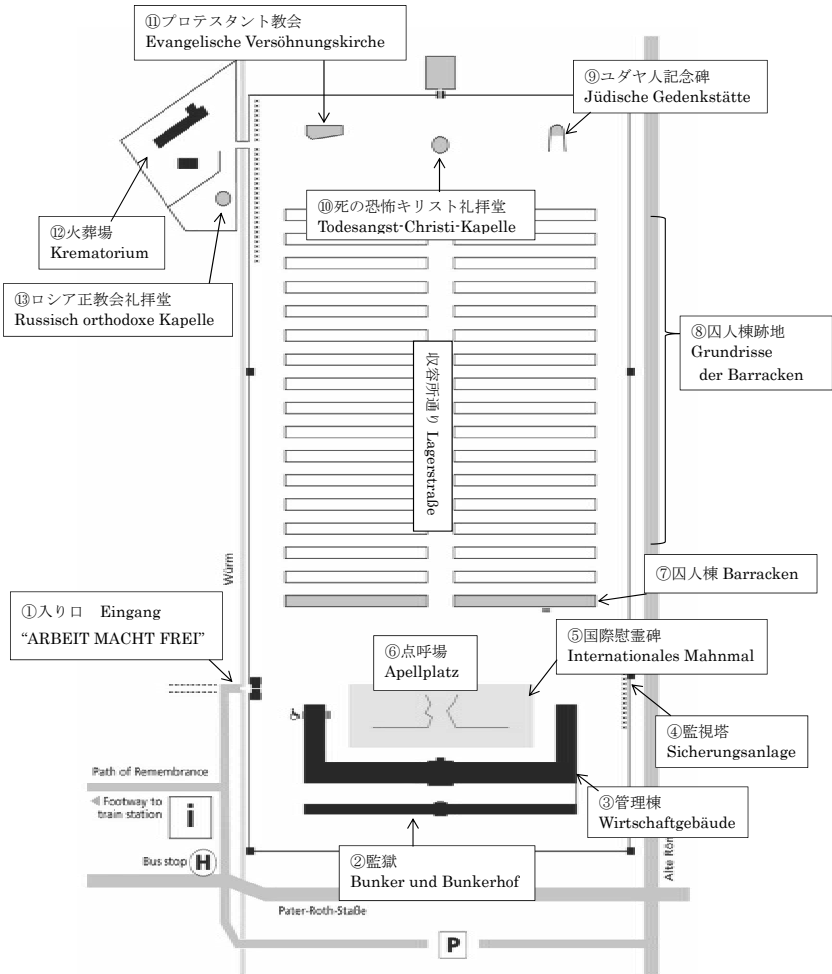 ⑪プロテスタント教会
Evangelische Versöhnungskirche
⑨ユダヤ人記念碑
Jüdische Gedenkstätte
⑩死の恐怖キリスト礼拝堂
Todesangst-Christi-Kapelle
⑫火葬場
Krematorium
⑬ロシア正教会礼拝堂
Russisch orthodoxe Kapelle
⑧囚人棟跡地
Grundrisse
der Barracken
収容所通り Lagerstraße
Würm
⑦囚人棟 Barracken
①入り口 Eingang
“ARBEIT MACHT FREI”
⑥点呼場
Apellplatz
⑤国際慰霊碑
Internationales Mahnmal
④監視塔
Sicherungsanlage
Path of Remembrance
Footway to
train station
i
③管理棟
Wirtschaftgebäude
Bus stop H
②監獄
Bunker und Bunkerhof
Alte Röm
Pater-Roth-Staße
P